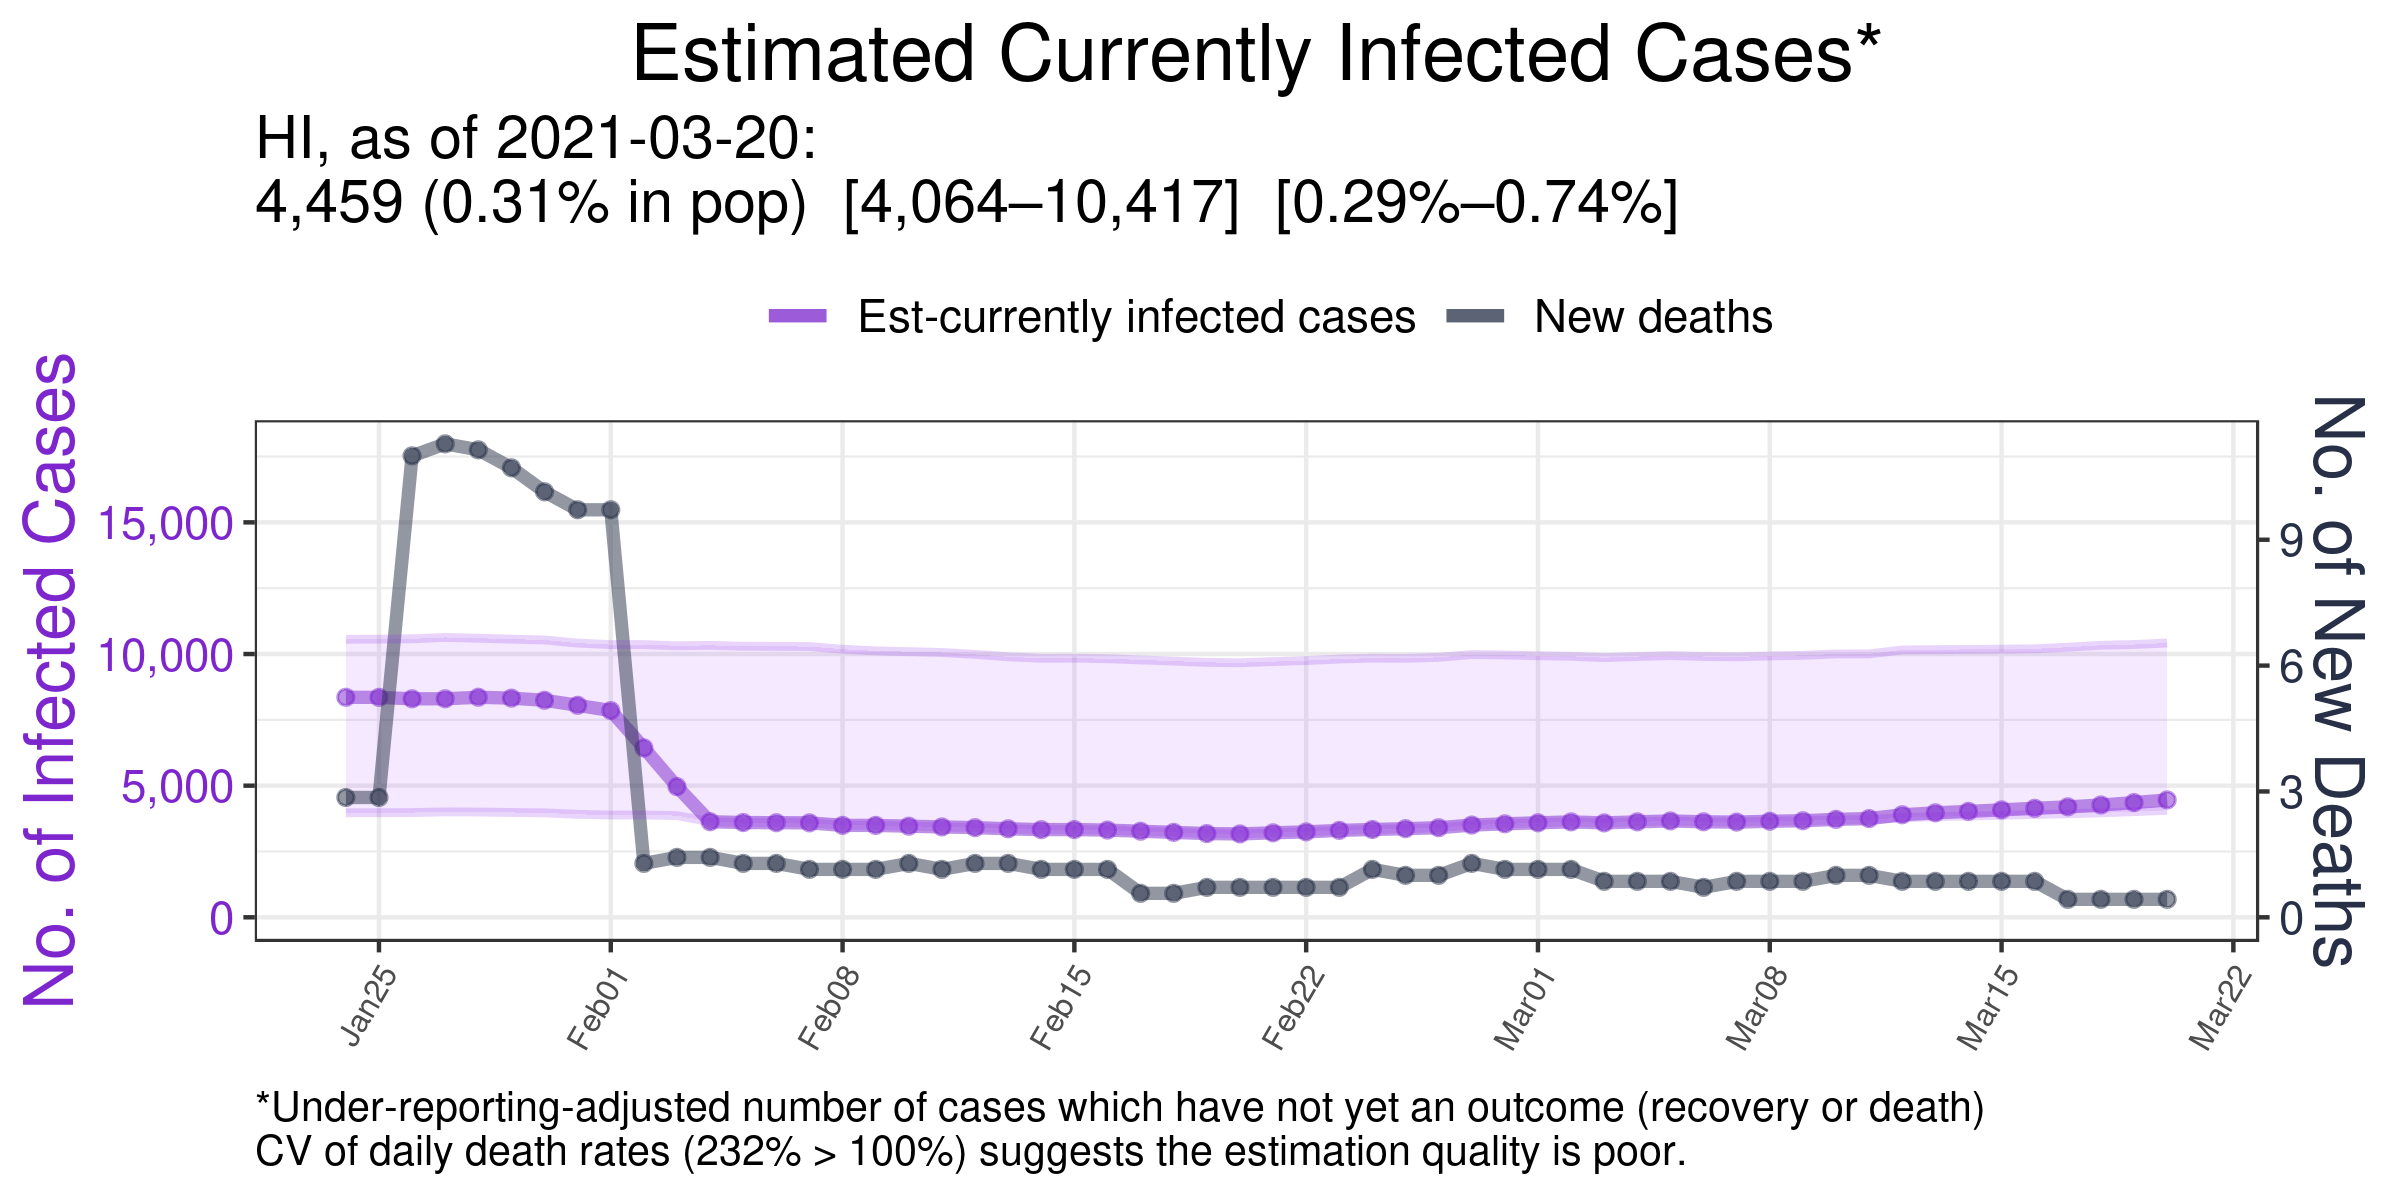 Estimated Currently Infected Cases*
HI, as of 2021-03-20:
4,459 (0.31% in pop)  [4,064–10,417]  [0.29%–0.74%]
Est-currently infected cases
New deaths
No. of Infected Cases
15,000
10,000
5,000
0
9
6
3
0
No. of New Deaths
Jan25
Feb01
Feb08
Feb15
Feb22
Mar01
Mar08
Mar15
Mar22
*Under-reporting-adjusted number of cases which have not yet an outcome (recovery or death)
CV of daily death rates (232% > 100%) suggests the estimation quality is poor.